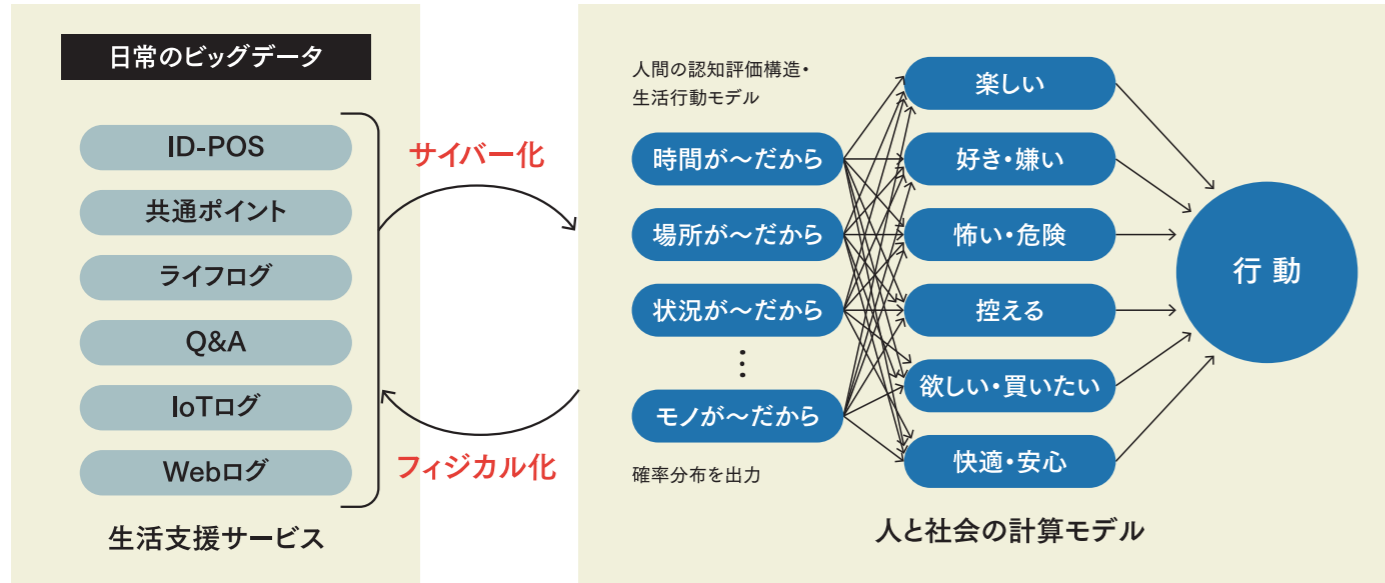 日常のビッグデータ
ID-POS
共通ポイント
ライフログ
Q&A
IoTログ
Webログ
生活支援サービス
サイバー化
フィジカル化
人間の認知評価構造・
生活行動モデル
時間が〜だから
場所が〜だから
状況が〜だから
⋮
モノが〜だから
確率分布を出力
楽しい
好き・嫌い
怖い・危険
控える
欲しい・買いたい
快適・安心
行動
人と社会の計算モデル